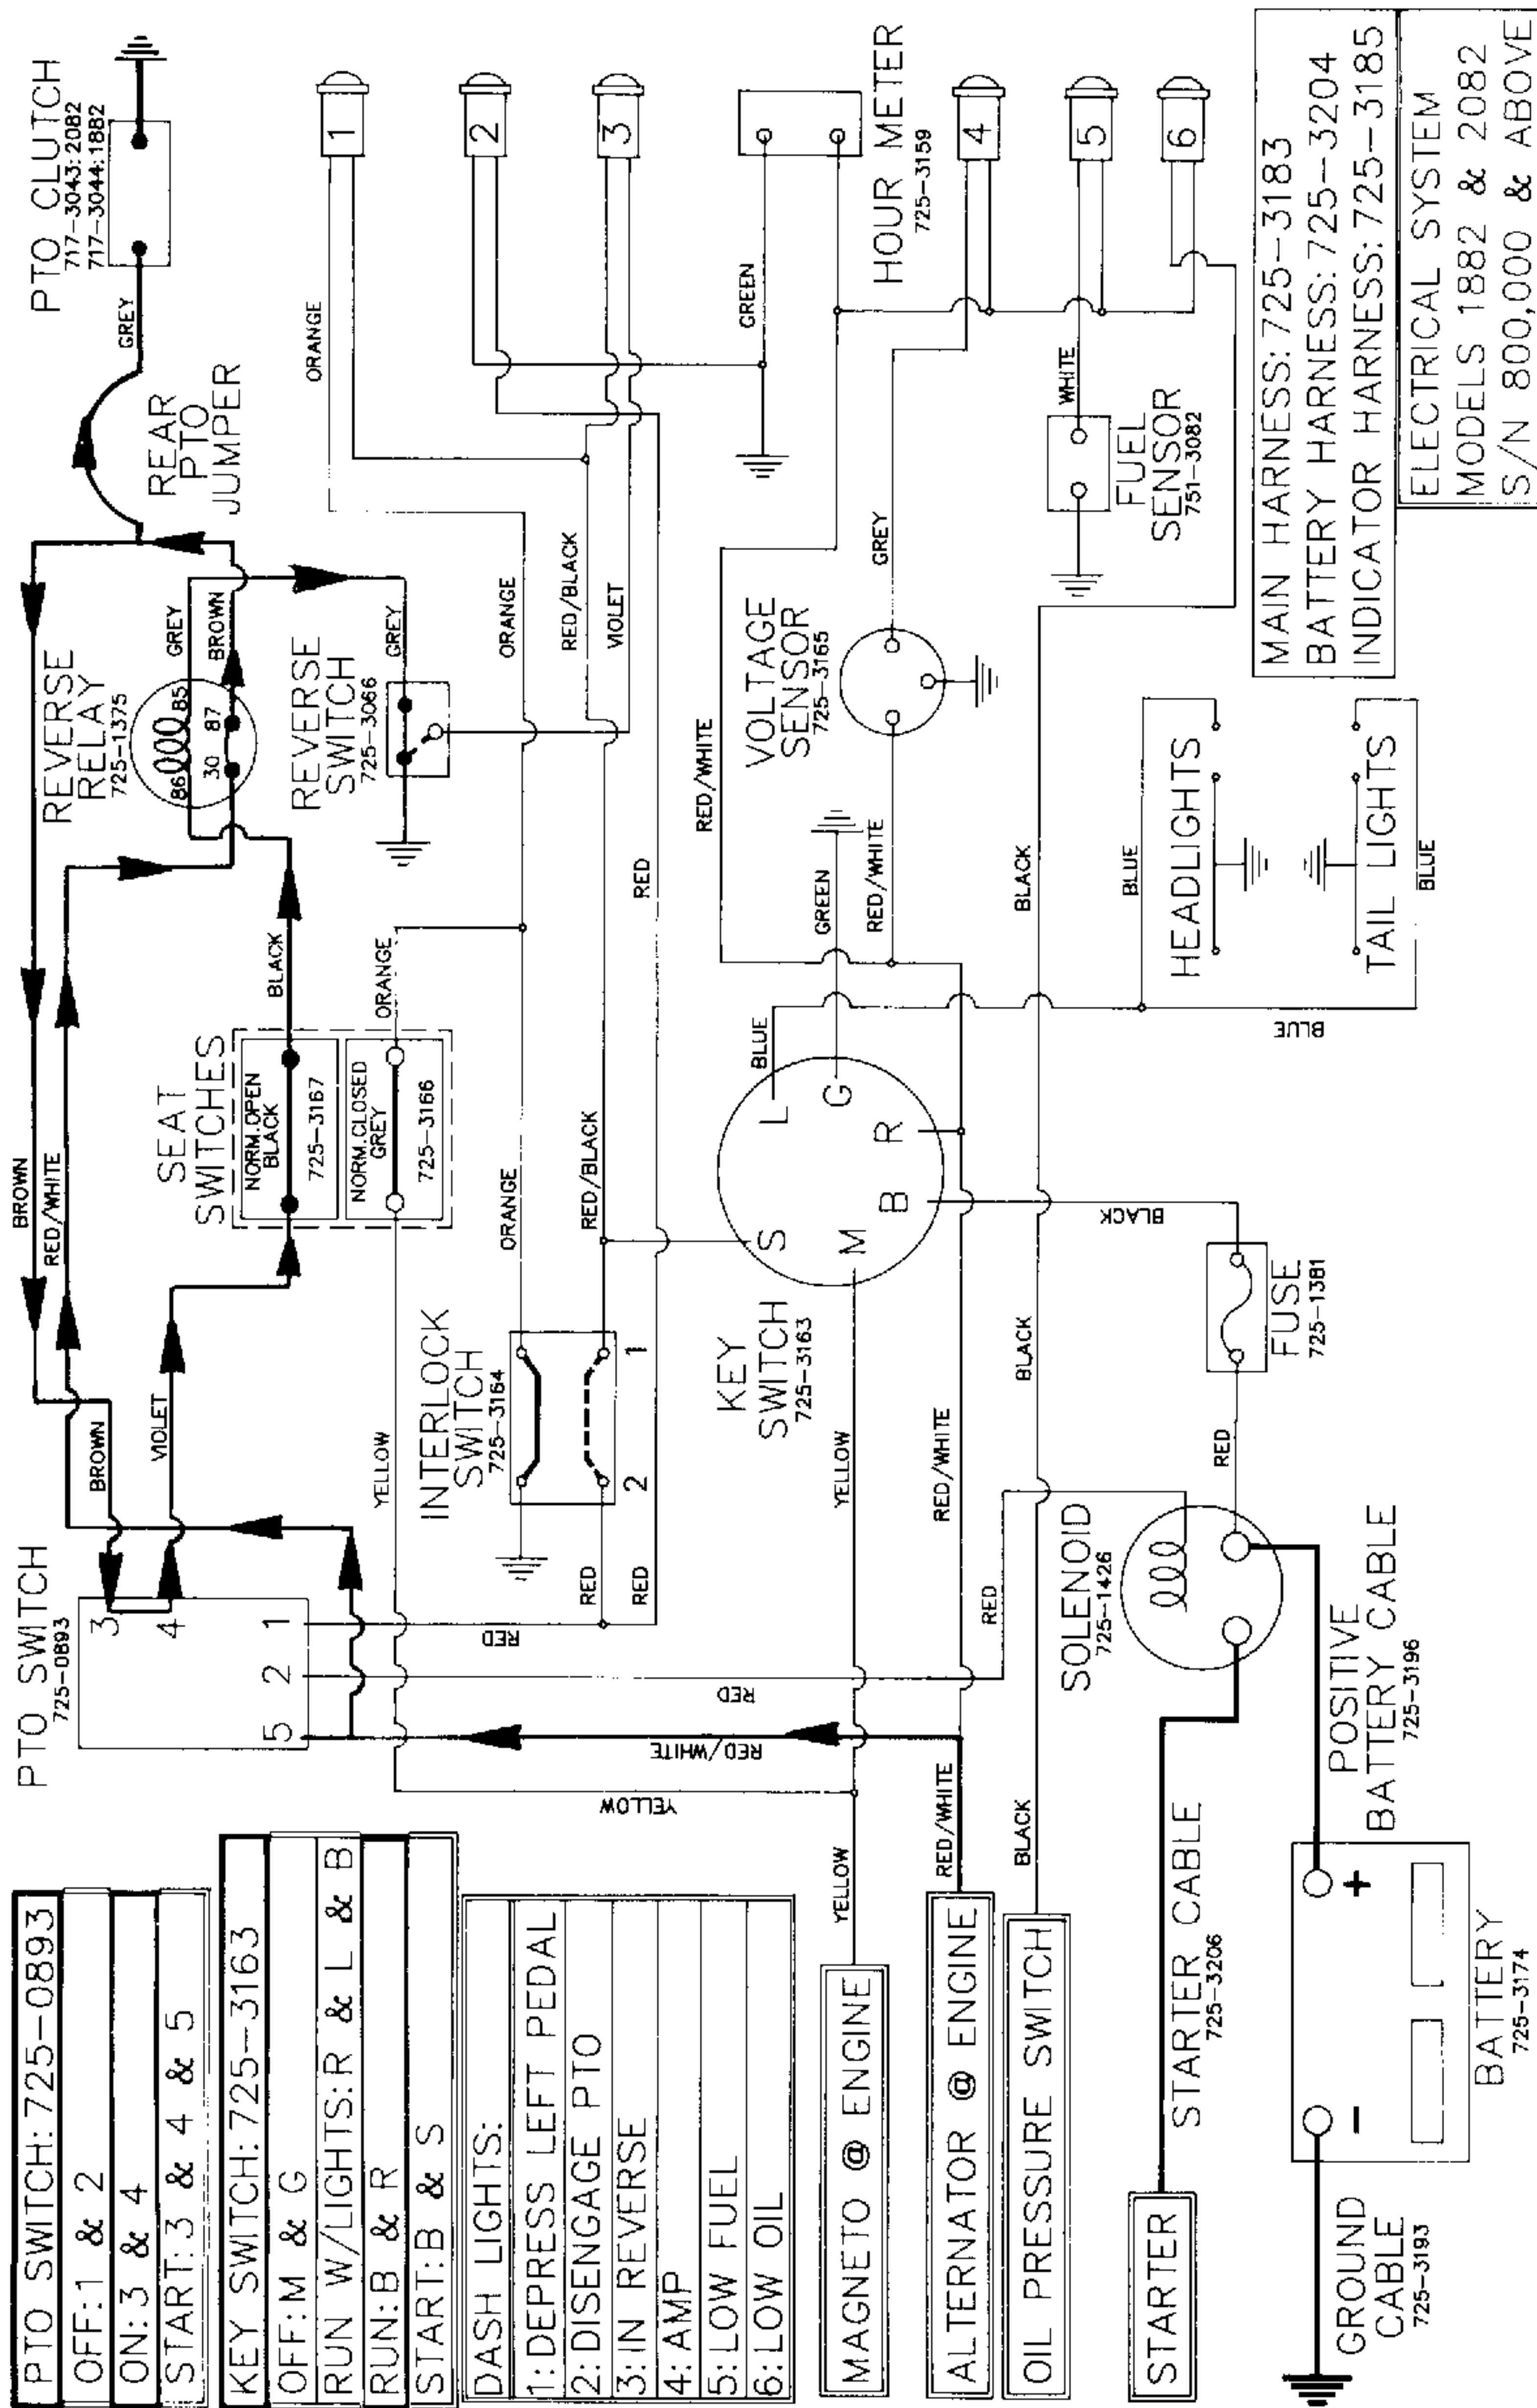 PTO SWITCH: 725-0893
OFF: 1 & 2
ON: 3 & 4
START: 3 & 4 & 5
KEY SWITCH: 725-3163
OFF: M & G
RUN W/LIGHTS: R & L & B
RUN: B & R
START: B & S
DASH LIGHTS:
1: DEPRESS LEFT PEDAL
2: DISENGAGE PTO
3: IN REVERSE
4: AMP
5: LOW FUEL
6: LOW OIL
MAGNETO @ ENGINE
ALTERNATOR @ ENGINE
OIL PRESSURE SWITCH
STARTER
GROUND
CABLE
725-3193
BATTERY
725-3174
-
+
STARTER CABLE
725-3206
POSITIVE
BATTERY CABLE
725-3196
SOLENOID
725-1426
FUSE
725-1381
RED
BLACK
PTO SWITCH
725-0893
3
4
5
2
1
BROWN
VIOLET
BROWN
RED/WHITE
RED
RED
RED/WHITE
YELLOW
YELLOW
RED/WHITE
BLACK
YELLOW
RED
RED
RED
INTERLOCK
SWITCH
725-3164
2
1
YELLOW
RED/WHITE
BLACK
KEY
SWITCH
725-3163
S
M
B
R
G
L
SEAT
SWITCHES
NORM.OPEN
BLACK
725-3167
NORM.CLOSED
GREY
725-3166
BLACK
ORANGE
ORANGE
RED/BLACK
BLUE
GREEN
RED/WHITE
RED
BLACK
BLUE
BLUE
BLUE
HEADLIGHTS
TAIL LIGHTS
REVERSE
RELAY
725-1375
86
85
30
87
GREY
BROWN
REVERSE
SWITCH
725-3066
GREY
ORANGE
RED/BLACK
VIOLET
RED/WHITE
VOLTAGE
SENSOR
725-3165
GREY
REAR
PTO
JUMPER
GREY
PTO CLUTCH
717-3043: 2082
717-3044: 1882
ORANGE
GREEN
WHITE
FUEL
SENSOR
751-3082
HOUR METER
725-3159
1
2
3
4
5
6
MAIN HARNESS: 725-3183
BATTERY HARNESS: 725-3204
INDICATOR HARNESS: 725-3185
ELECTRICAL SYSTEM
MODELS 1882 & 2082
S/N 800,000 & ABOVE